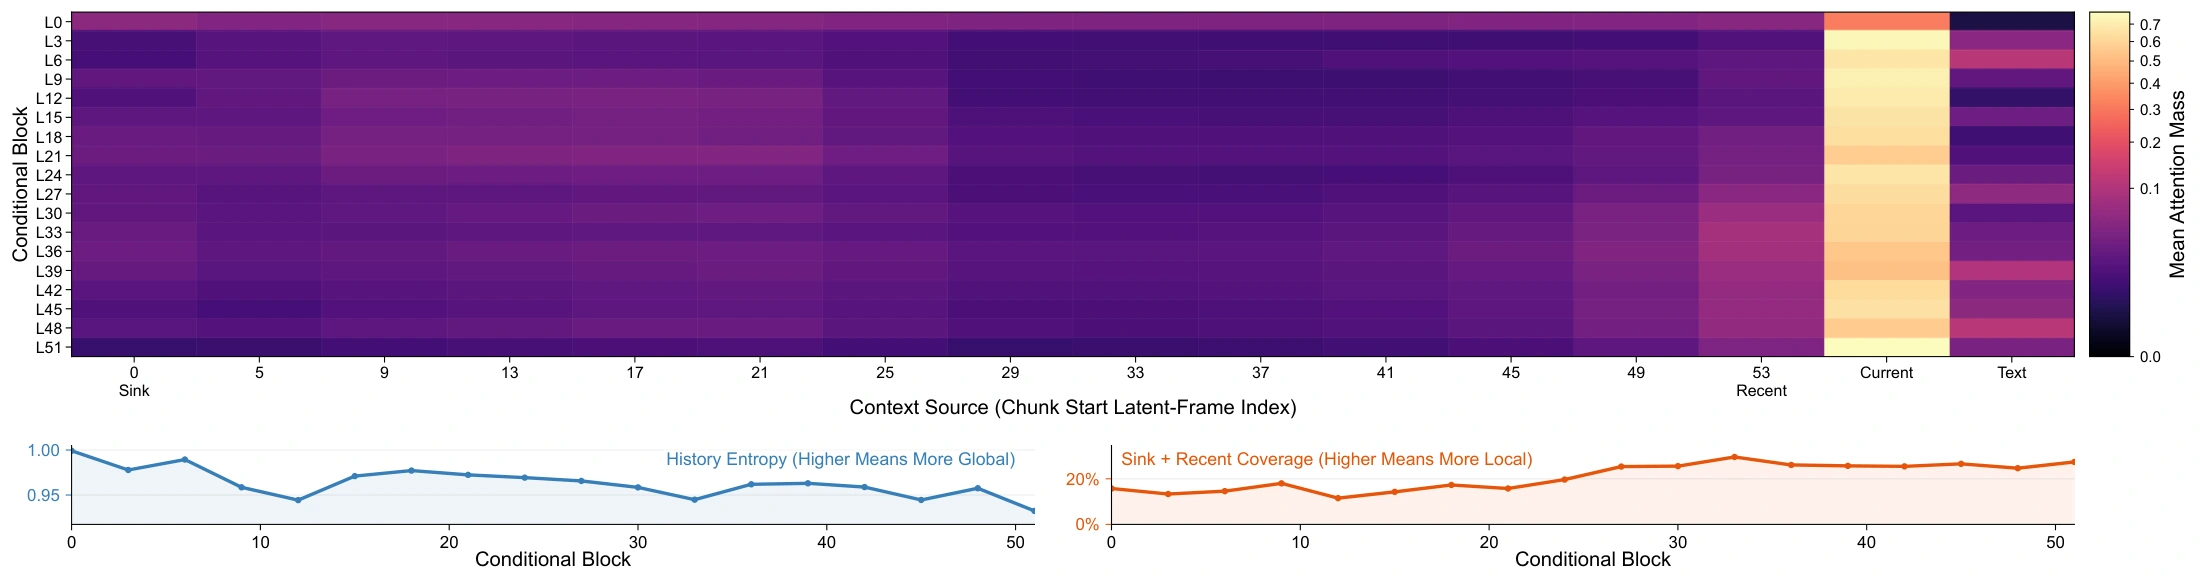 L0
L3
L6
L9
L12
L15
L18
L21
L24
L27
L30
L33
L36
L39
L42
L45
L48
L51
Conditional Block
0 5 9 13 17 21 25 29 33 37 41 45 49 53 Current Text
Sink Recent
Context Source (Chunk Start Latent-Frame Index)
0.7
0.6
0.5
0.4
0.3
0.2
0.1
0.0
Mean Attention Mass
History Entropy (Higher Means More Global)
1.00
0.95
0 10 20 30 40 50
Conditional Block
Sink + Recent Coverage (Higher Means More Local)
20%
0%
0 10 20 30 40 50
Conditional Block